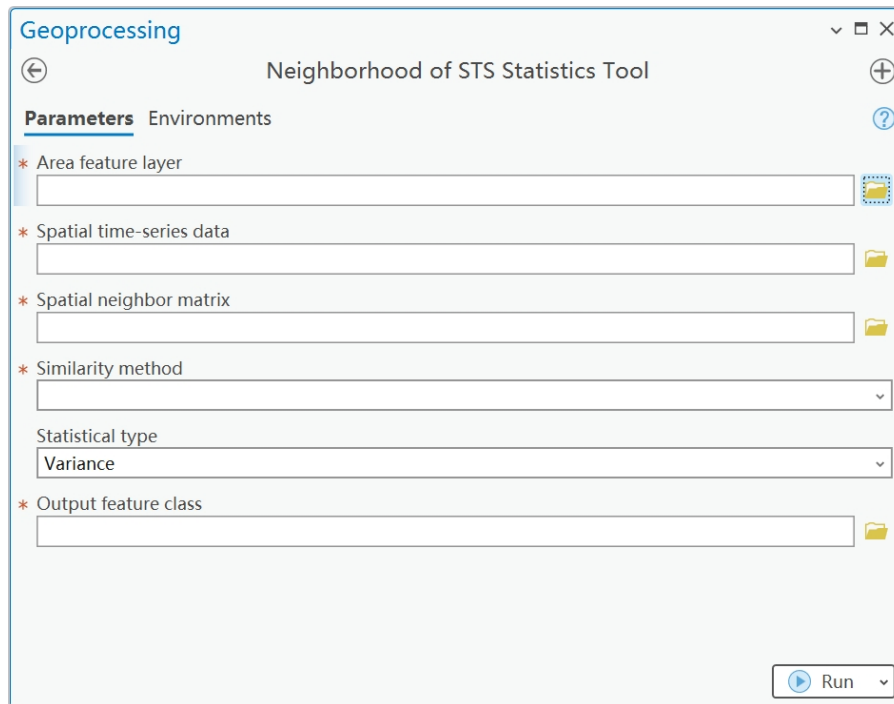 Geoprocessing
Neighborhood of STS Statistics Tool
Parameters Environments
?
* Area feature layer
* Spatial time-series data
* Spatial neighbor matrix
* Similarity method
Statistical type
Variance
* Output feature class
Run